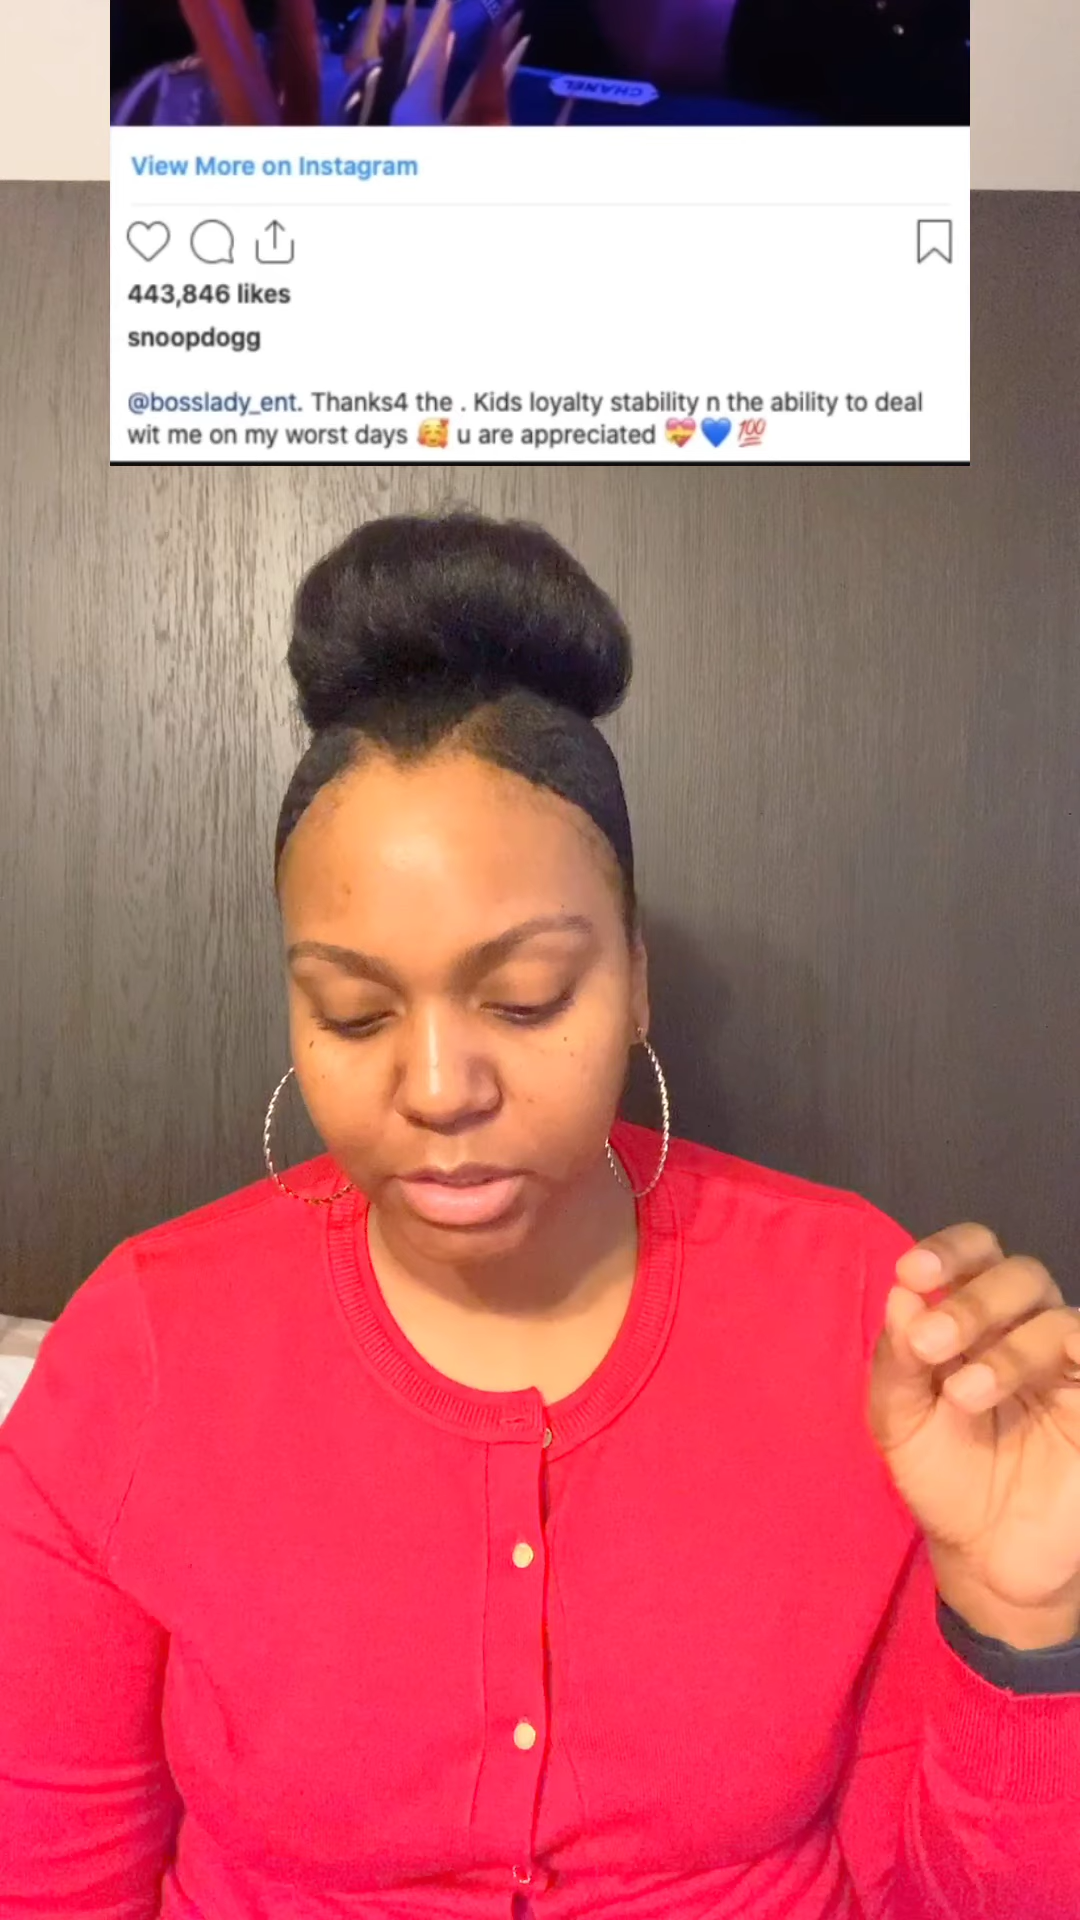 CHANEL
View More on Instagram
443,846 likes
snoopdogg
@bosslady_ent. Thanks4 the . Kids loyalty stability n the ability to deal
wit me on my worst days 🥰 u are appreciated 💝💙💯